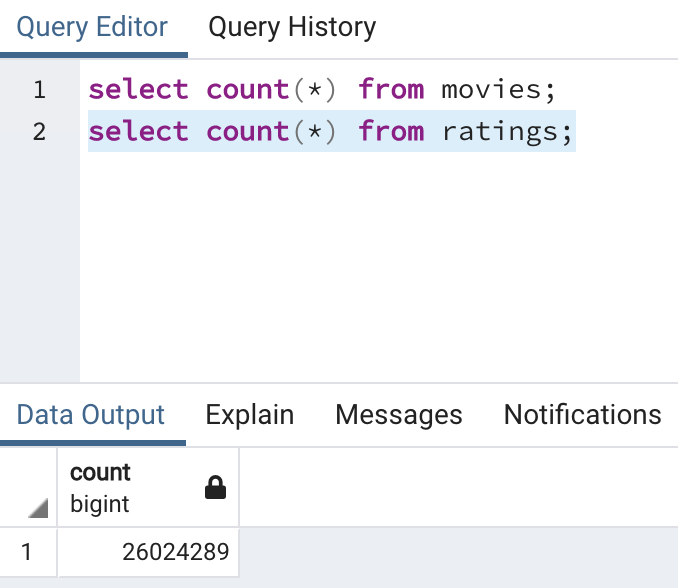 Query Editor Query History
1 select count(*) from movies;
2 select count(*) from ratings;
Data Output Explain Messages Notifications
count
bigint
1 26024289